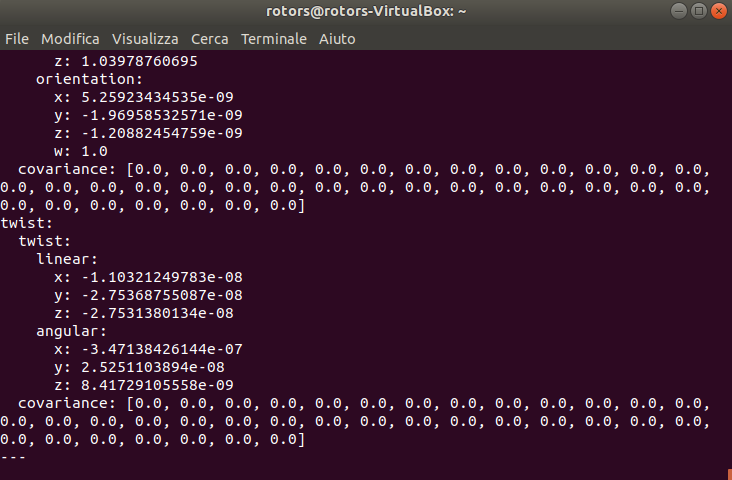 rotors@rotors-VirtualBox: ~
File Modifica Visualizza Cerca Terminale Aiuto
      z: 1.03978760695
    orientation:
      x: 5.25923434535e-09
      y: -1.96958532571e-09
      z: -1.20882454759e-09
      w: 1.0
  covariance: [0.0, 0.0, 0.0, 0.0, 0.0, 0.0, 0.0, 0.0, 0.0, 0.0, 0.0, 0.0, 0.0,
0.0, 0.0, 0.0, 0.0, 0.0, 0.0, 0.0, 0.0, 0.0, 0.0, 0.0, 0.0, 0.0, 0.0, 0.0, 0.0,
0.0, 0.0, 0.0, 0.0, 0.0, 0.0, 0.0]
twist:
  twist:
    linear:
      x: -1.10321249783e-08
      y: -2.75368755087e-08
      z: -2.7531380134e-08
    angular:
      x: -3.47138426144e-07
      y: 2.5251103894e-08
      z: 8.41729105558e-09
  covariance: [0.0, 0.0, 0.0, 0.0, 0.0, 0.0, 0.0, 0.0, 0.0, 0.0, 0.0, 0.0, 0.0,
0.0, 0.0, 0.0, 0.0, 0.0, 0.0, 0.0, 0.0, 0.0, 0.0, 0.0, 0.0, 0.0, 0.0, 0.0, 0.0,
0.0, 0.0, 0.0, 0.0, 0.0, 0.0, 0.0]
---